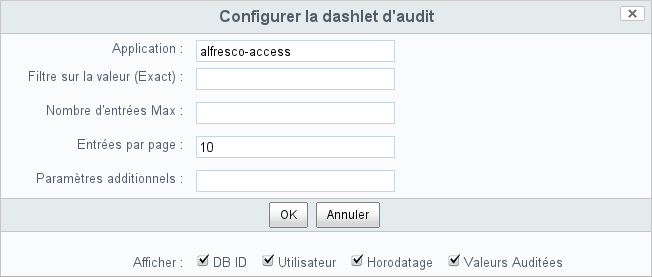 Configurer la dashlet d'audit
Application : alfresco-access
Filtre sur la valeur (Exact) :
Nombre d'entrées Max :
Entrées par page : 10
Paramètres additionnels :
OK Annuler
Afficher : DB ID Utilisateur Horodatage Valeurs Auditées